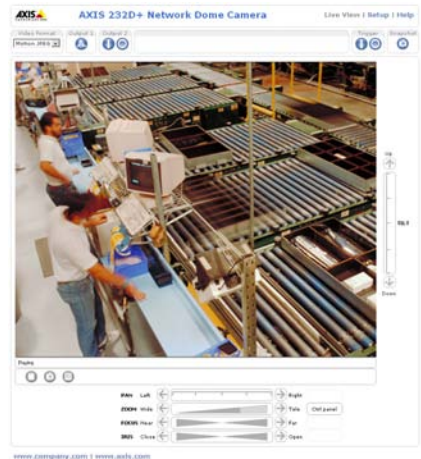 AXIS
AXIS 232D+ Network Dome Camera
Live View | Setup | Help
Video Format
Output 1
Output 2
Trigger
Snapshot
Motion JPEG
Up
Down
Playing
PAN Left Right
ZOOM Wide Tele Ctrl panel
FOCUS Near Far
IRIS Close Open
www.company.com | www.axis.com